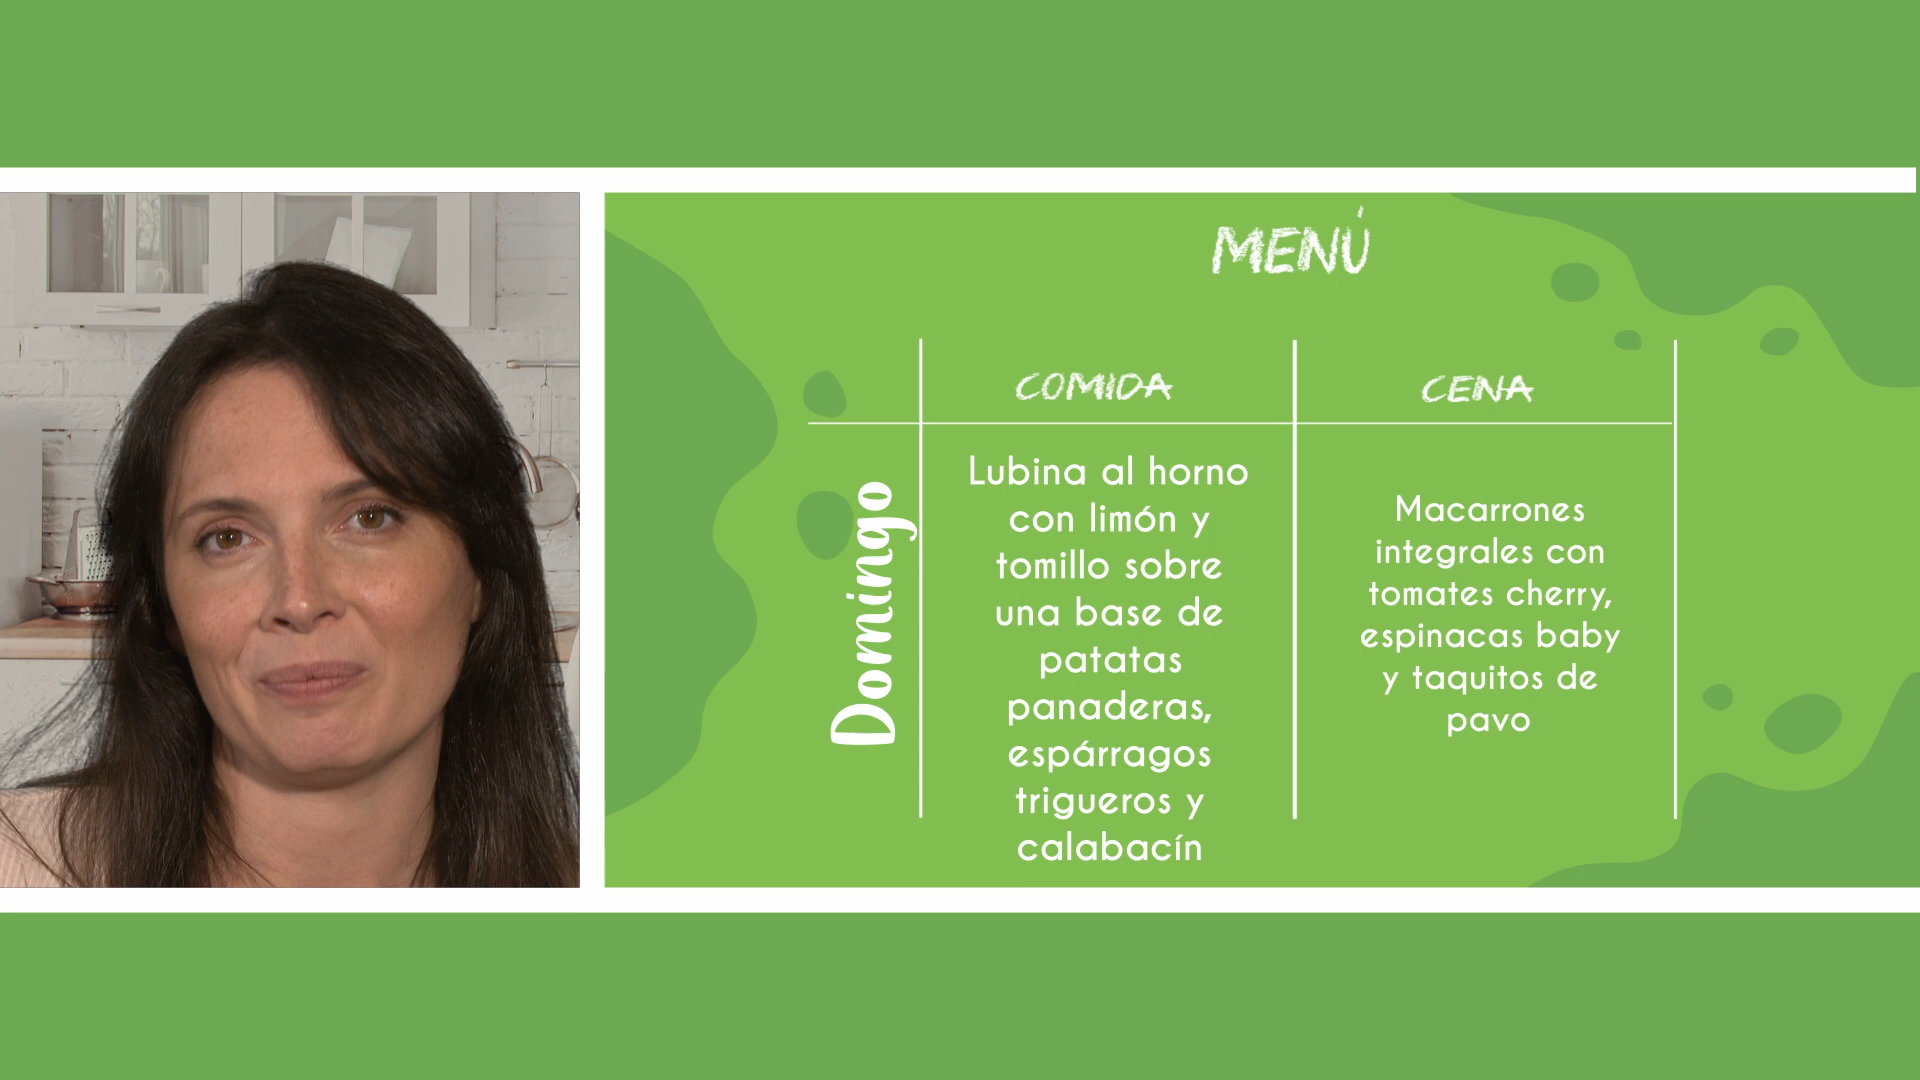 MENÚ
COMIDA
CENA
Domingo
Lubina al horno
con limón y
tomillo sobre
una base de
patatas
panaderas,
espárragos
trigueros y
calabacín
Macarrones
integrales con
tomates cherry,
espinacas baby
y taquitos de
pavo